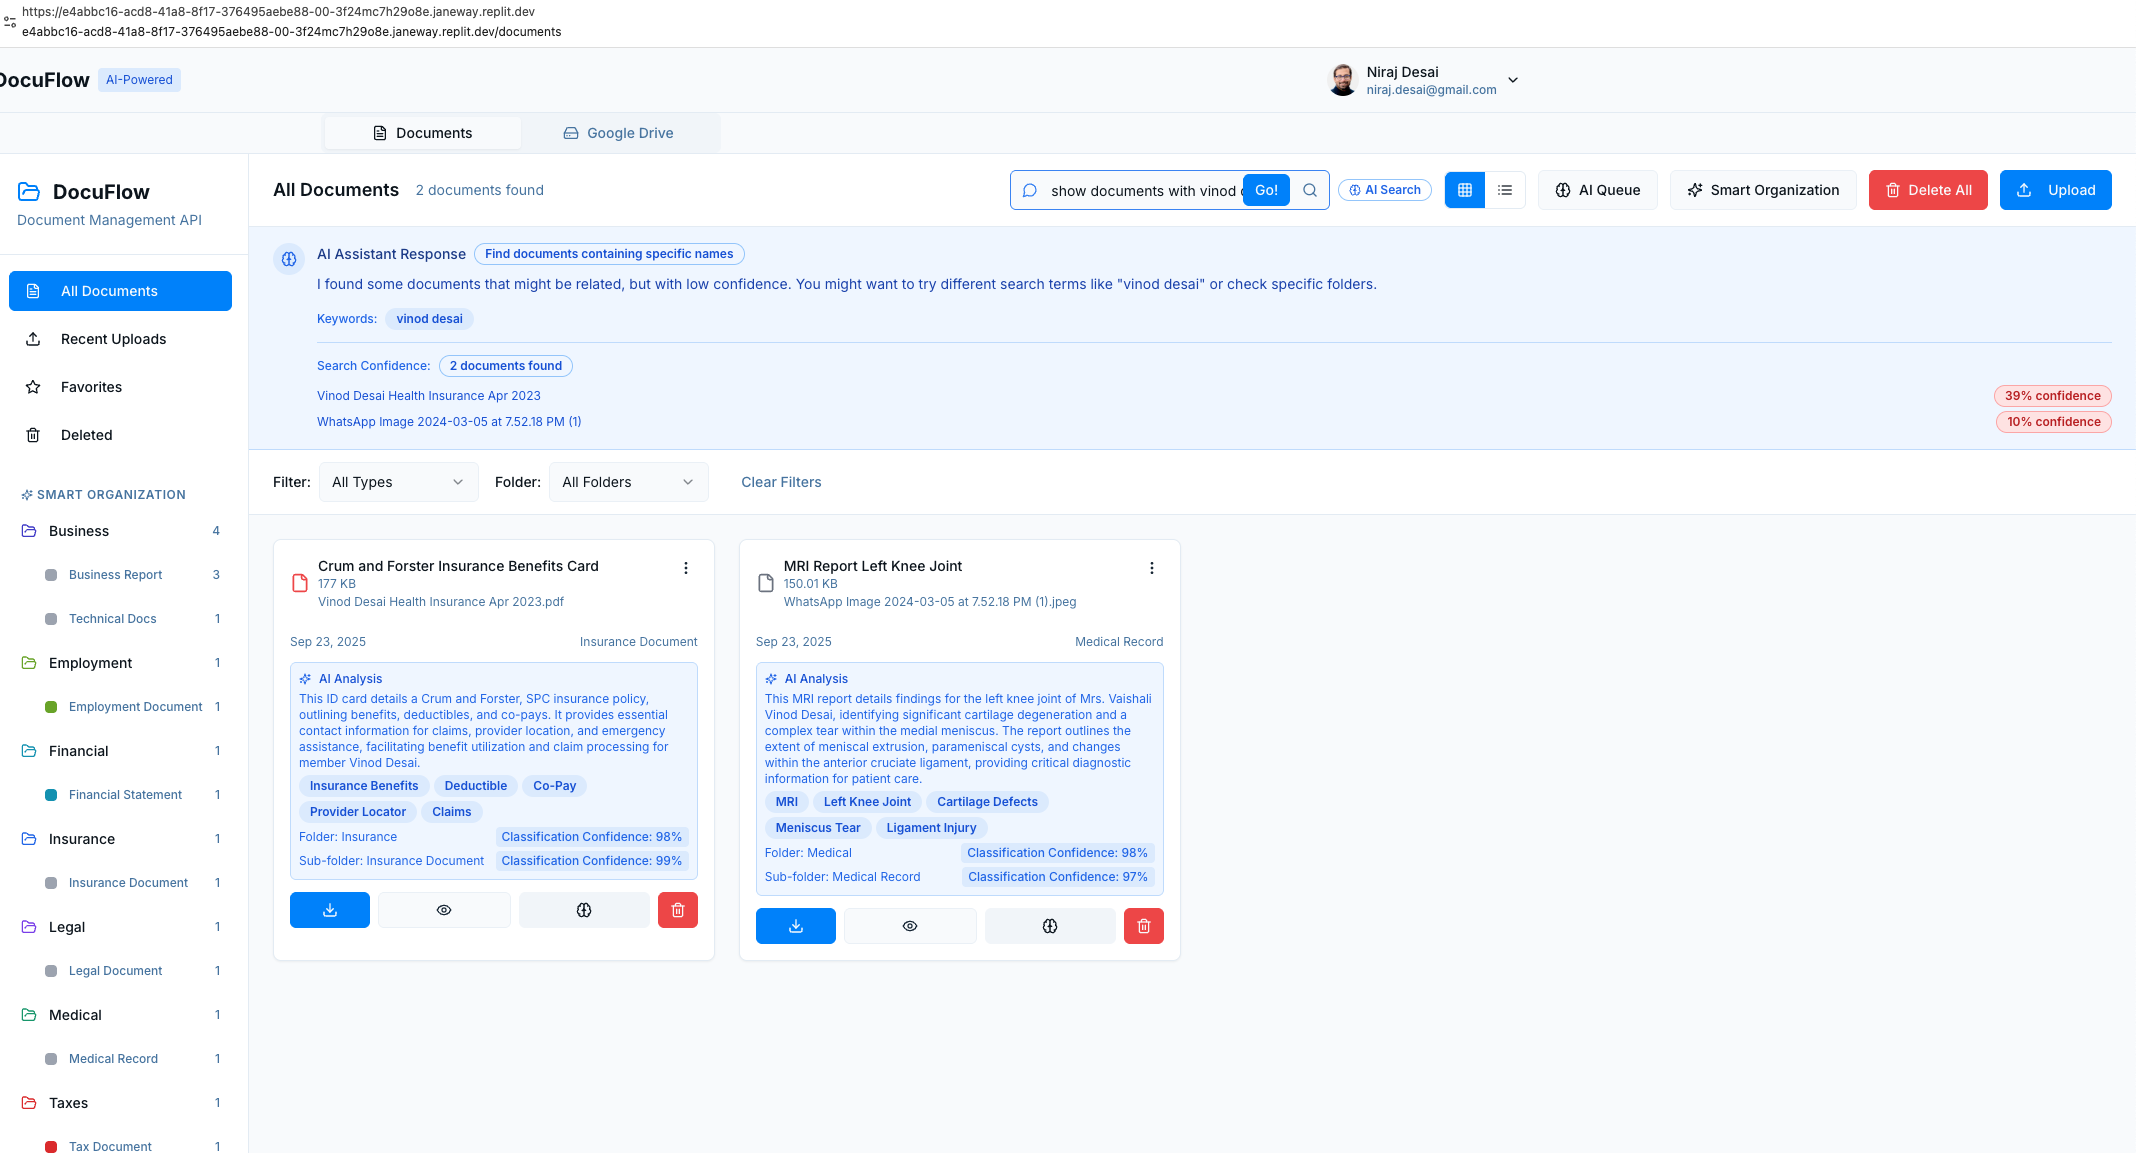 https://e4abbc16-acd8-41a8-8f17-376495aebe88-00-3f24mc7h29o8e.janeway.replit.dev
e4abbc16-acd8-41a8-8f17-376495aebe88-00-3f24mc7h29o8e.janeway.replit.dev/documents
DocuFlow AI-Powered
Niraj Desai
niraj.desai@gmail.com
Documents Google Drive
DocuFlow
Document Management API
All Documents
Recent Uploads
Favorites
Deleted
SMART ORGANIZATION
Business 4
Business Report 3
Technical Docs 1
Employment 1
Employment Document 1
Financial 1
Financial Statement 1
Insurance 1
Insurance Document 1
Legal 1
Legal Document 1
Medical 1
Medical Record 1
Taxes 1
Tax Document 1
All Documents 2 documents found
show documents with vinod Go! AI Search AI Queue Smart Organization Delete All Upload
AI Assistant Response Find documents containing specific names
I found some documents that might be related, but with low confidence. You might want to try different search terms like "vinod desai" or check specific folders.
Keywords: vinod desai
Search Confidence: 2 documents found
Vinod Desai Health Insurance Apr 2023 39% confidence
WhatsApp Image 2024-03-05 at 7.52.18 PM (1) 10% confidence
Filter: All Types Folder: All Folders Clear Filters
Crum and Forster Insurance Benefits Card
177 KB
Vinod Desai Health Insurance Apr 2023.pdf
Sep 23, 2025 Insurance Document
AI Analysis
This ID card details a Crum and Forster, SPC insurance policy,
outlining benefits, deductibles, and co-pays. It provides essential
contact information for claims, provider location, and emergency
assistance, facilitating benefit utilization and claim processing for
member Vinod Desai.
Insurance Benefits Deductible Co-Pay
Provider Locator Claims
Folder: Insurance Classification Confidence: 98%
Sub-folder: Insurance Document Classification Confidence: 99%
MRI Report Left Knee Joint
150.01 KB
WhatsApp Image 2024-03-05 at 7.52.18 PM (1).jpeg
Sep 23, 2025 Medical Record
AI Analysis
This MRI report details findings for the left knee joint of Mrs. Vaishali
Vinod Desai, identifying significant cartilage degeneration and a
complex tear within the medial meniscus. The report outlines the
extent of meniscal extrusion, parameniscal cysts, and changes
within the anterior cruciate ligament, providing critical diagnostic
information for patient care.
MRI Left Knee Joint Cartilage Defects
Meniscus Tear Ligament Injury
Folder: Medical Classification Confidence: 98%
Sub-folder: Medical Record Classification Confidence: 97%